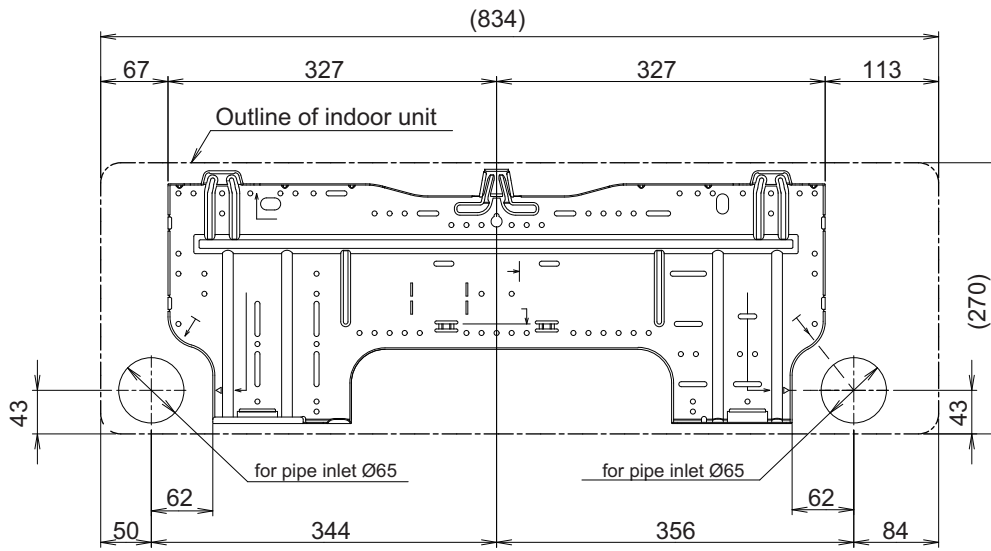 (834)
67 327 327 113
Outline of indoor unit
(270)
43 43
for pipe inlet Ø65 for pipe inlet Ø65
62 62
50 344 356 84